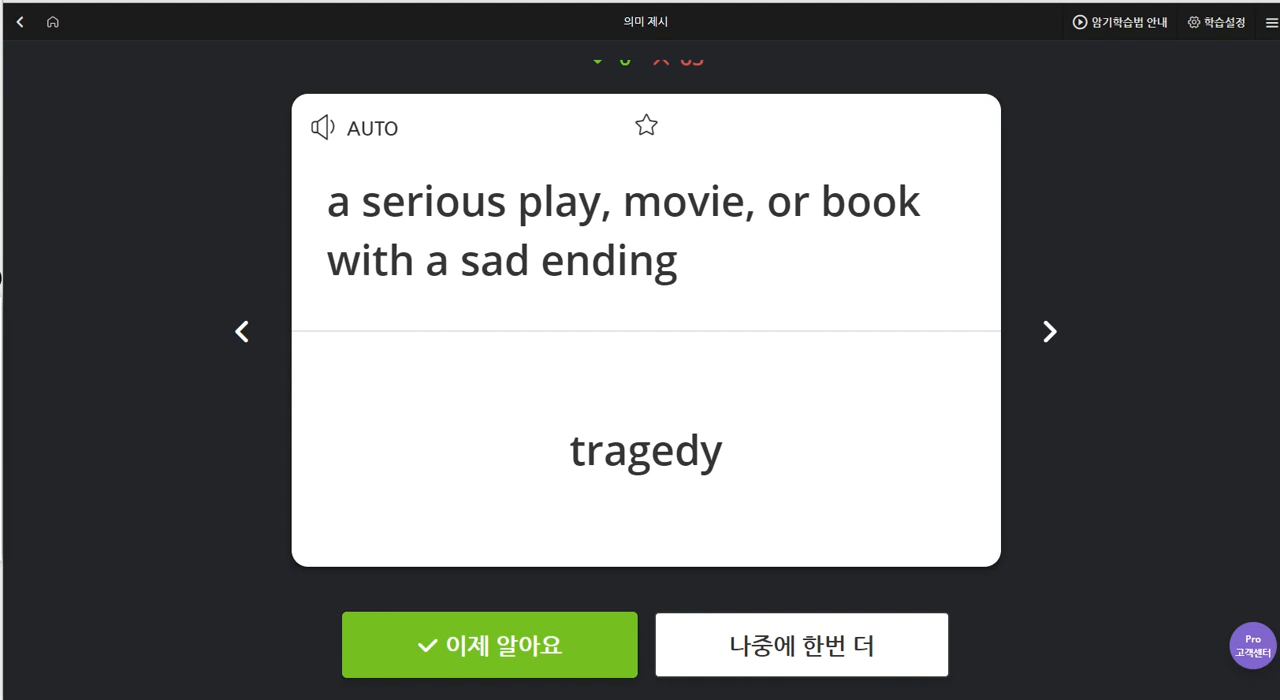 의미 제시
암기학습법 안내
학습설정
AUTO
a serious play, movie, or book
with a sad ending
tragedy
이제 알아요
나중에 한번 더
Pro
고객센터